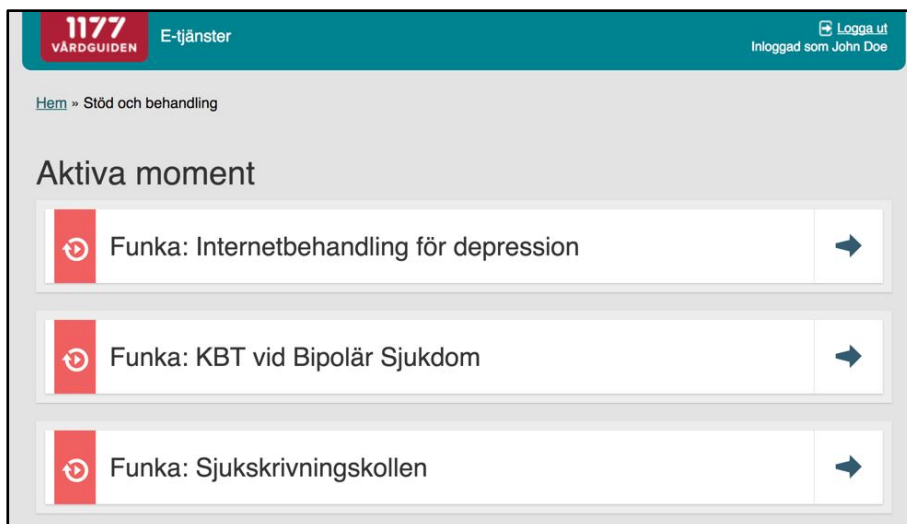 1177
VÅRDGUIDEN
E-tjänster
Logga ut
Inloggad som John Doe
Hem » Stöd och behandling
Aktiva moment
Funka: Internetbehandling för depression
Funka: KBT vid Bipolär Sjukdom
Funka: Sjukskrivningskollen